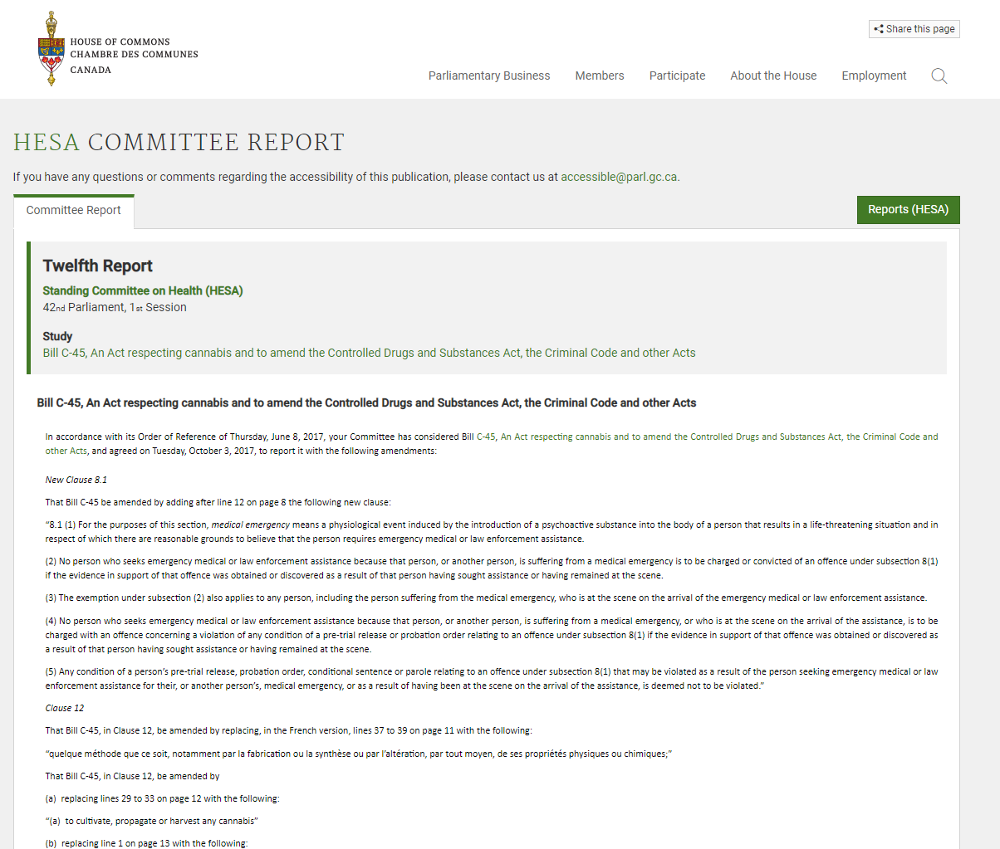 HOUSE OF COMMONS
CHAMBRE DES COMMUNES
CANADA
Share this page
Parliamentary Business Members Participate About the House Employment
HESA COMMITTEE REPORT
If you have any questions or comments regarding the accessibility of this publication, please contact us at accessible@parl.gc.ca.
Committee Report
Reports (HESA)
Twelfth Report
Standing Committee on Health (HESA)
42nd Parliament, 1st Session
Study
Bill C-45, An Act respecting cannabis and to amend the Controlled Drugs and Substances Act, the Criminal Code and other Acts
Bill C-45, An Act respecting cannabis and to amend the Controlled Drugs and Substances Act, the Criminal Code and other Acts
In accordance with its Order of Reference of Thursday, June 8, 2017, your Committee has considered Bill C-45, An Act respecting cannabis and to amend the Controlled Drugs and Substances Act, the Criminal Code and
other Acts, and agreed on Tuesday, October 3, 2017, to report it with the following amendments:
New Clause 8.1
That Bill C-45 be amended by adding after line 12 on page 8 the following new clause:
“8.1 (1) For the purposes of this section, medical emergency means a physiological event induced by the introduction of a psychoactive substance into the body of a person that results in a life-threatening situation and in
respect of which there are reasonable grounds to believe that the person requires emergency medical or law enforcement assistance.
(2) No person who seeks emergency medical or law enforcement assistance because that person, or another person, is suffering from a medical emergency is to be charged or convicted of an offence under subsection 8(1)
if the evidence in support of that offence was obtained or discovered as a result of that person having sought assistance or having remained at the scene.
(3) The exemption under subsection (2) also applies to any person, including the person suffering from the medical emergency, who is at the scene on the arrival of the emergency medical or law enforcement assistance.
(4) No person who seeks emergency medical or law enforcement assistance because that person, or another person, is suffering from a medical emergency, or who is at the scene on the arrival of the assistance, is to be
charged with an offence concerning a violation of any condition of a pre-trial release or probation order relating to an offence under subsection 8(1) if the evidence in support of that offence was obtained or discovered as
a result of that person having sought assistance or having remained at the scene.
(5) Any condition of a person’s pre-trial release, probation order, conditional sentence or parole relating to an offence under subsection 8(1) that may be violated as a result of the person seeking emergency medical or law
enforcement assistance for their, or another person’s, medical emergency, or as a result of having been at the scene on the arrival of the assistance, is deemed not to be violated.”
Clause 12
That Bill C-45, in Clause 12, be amended by replacing, in the French version, lines 37 to 39 on page 11 with the following:
“quelque méthode que ce soit, notamment par la fabrication ou la synthèse ou par l’altération, par tout moyen, de ses propriétés physiques ou chimiques;”
That Bill C-45, in Clause 12, be amended by
(a) replacing lines 29 to 33 on page 12 with the following:
“(a) to cultivate, propagate or harvest any cannabis”
(b) replacing line 1 on page 13 with the following: